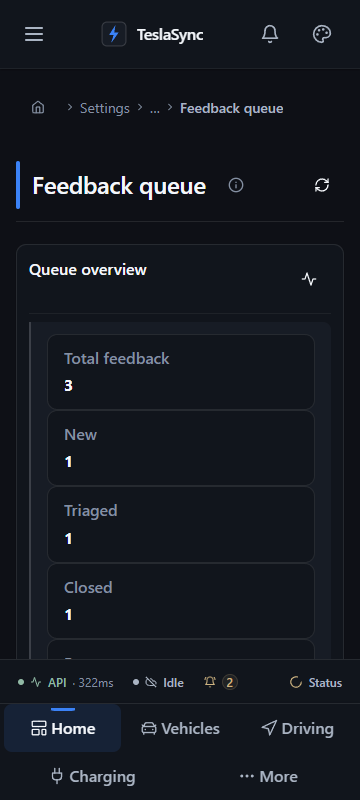 TeslaSync
Settings
...
Feedback queue
Feedback queue
Queue overview
Total feedback
3
New
1
Triaged
1
Closed
1
API · 322ms
Idle
2
Status
Home
Vehicles
Driving
Charging
More